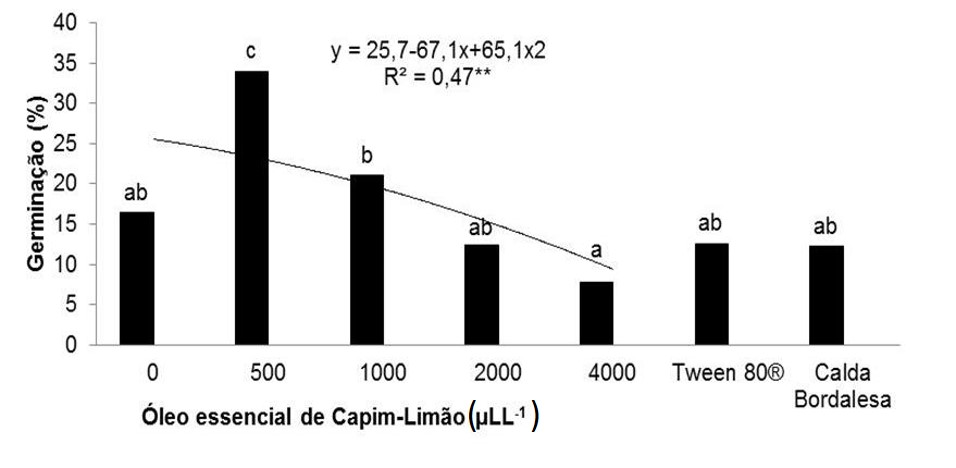 Germinação (%)
40
35
30
25
20
15
10
5
0
y = 25,7-67,1x+65,1x2
R² = 0,47**
ab
c
b
ab
a
ab
ab
0 500 1000 2000 4000 Tween 80® Calda
Bordalesa
Óleo essencial de Capim-Limão (µLL⁻¹ )